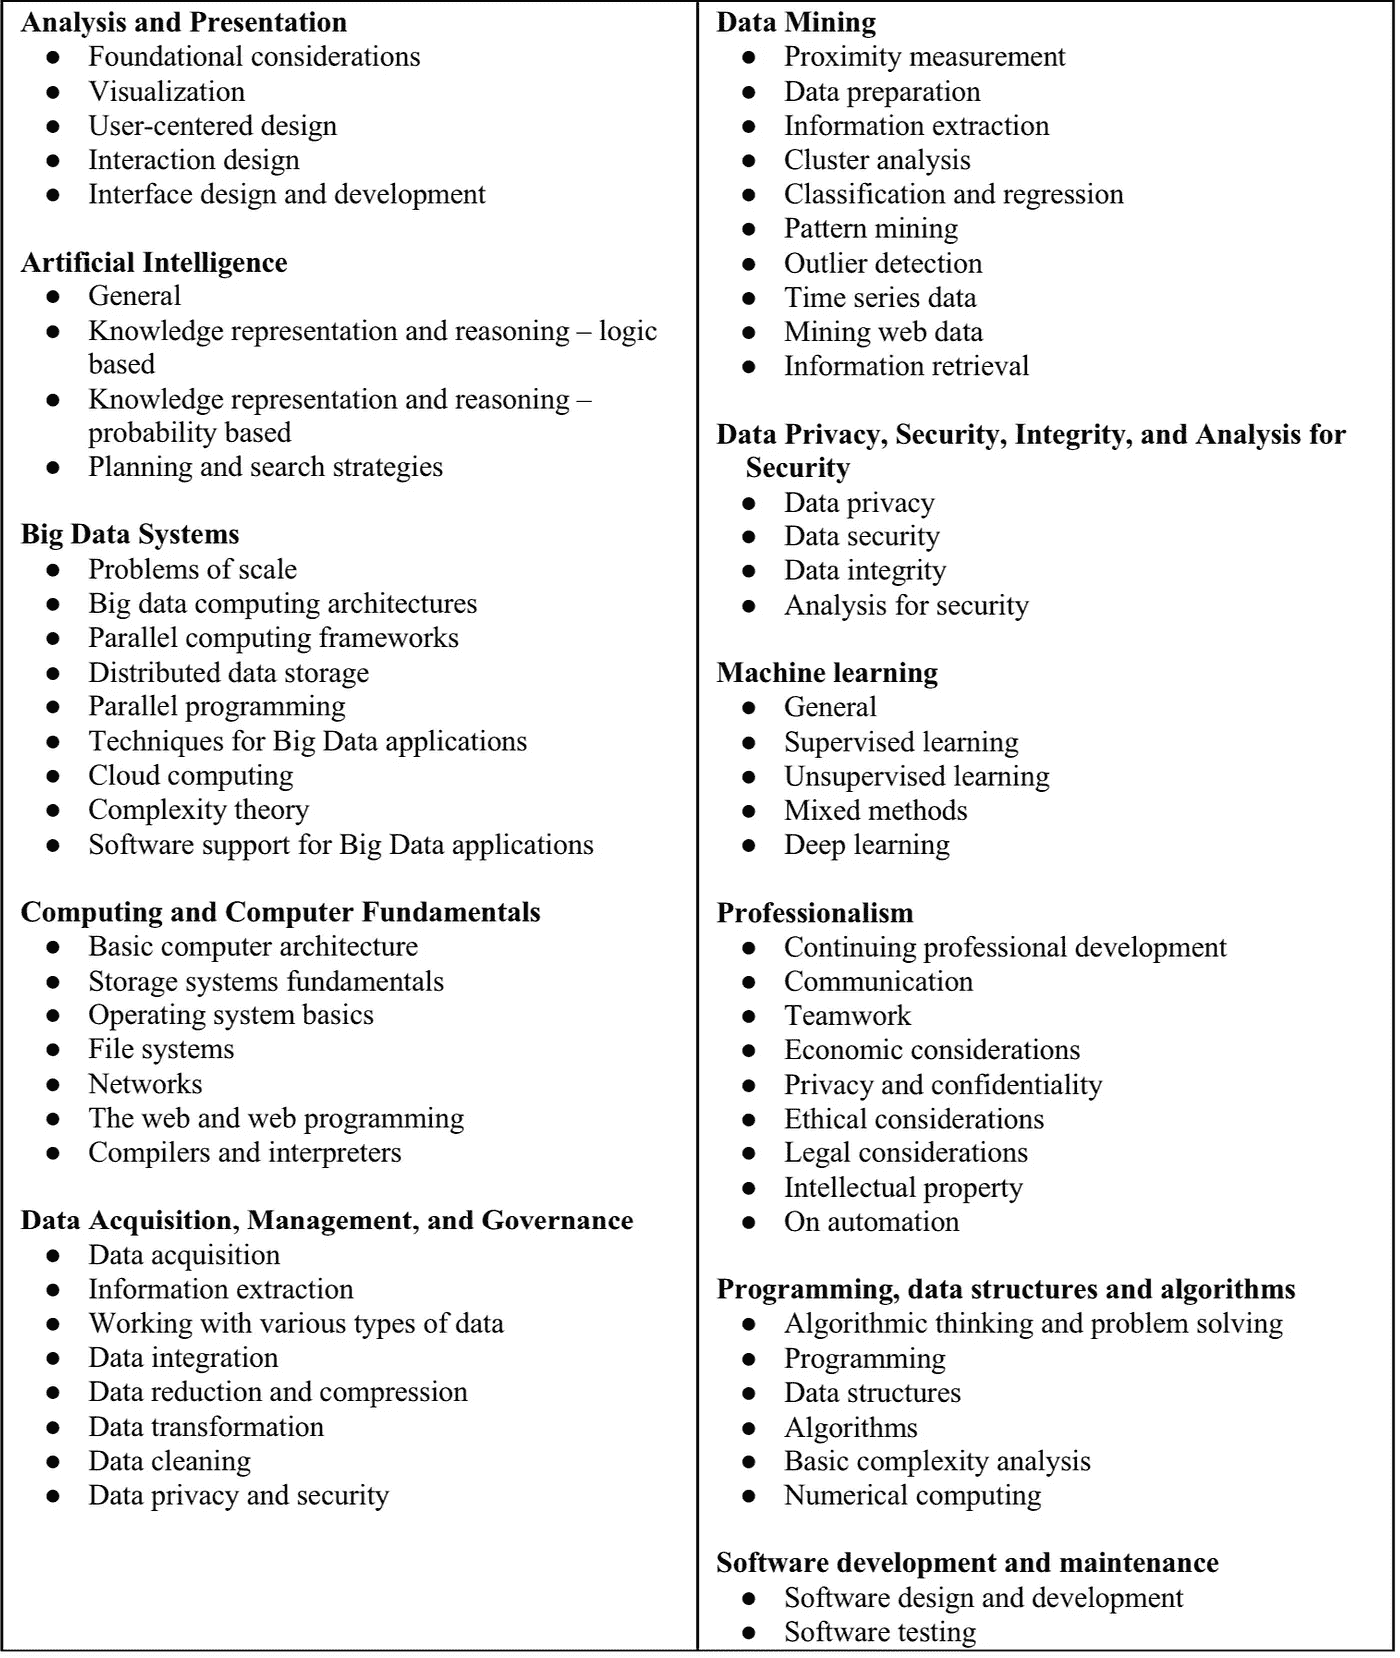 Analysis and Presentation
● Foundational considerations
● Visualization
● User-centered design
● Interaction design
● Interface design and development
Artificial Intelligence
● General
● Knowledge representation and reasoning – logic
based
● Knowledge representation and reasoning –
probability based
● Planning and search strategies
Big Data Systems
● Problems of scale
● Big data computing architectures
● Parallel computing frameworks
● Distributed data storage
● Parallel programming
● Techniques for Big Data applications
● Cloud computing
● Complexity theory
● Software support for Big Data applications
Computing and Computer Fundamentals
● Basic computer architecture
● Storage systems fundamentals
● Operating system basics
● File systems
● Networks
● The web and web programming
● Compilers and interpreters
Data Acquisition, Management, and Governance
● Data acquisition
● Information extraction
● Working with various types of data
● Data integration
● Data reduction and compression
● Data transformation
● Data cleaning
● Data privacy and security
Data Mining
● Proximity measurement
● Data preparation
● Information extraction
● Cluster analysis
● Classification and regression
● Pattern mining
● Outlier detection
● Time series data
● Mining web data
● Information retrieval
Data Privacy, Security, Integrity, and Analysis for
Security
● Data privacy
● Data security
● Data integrity
● Analysis for security
Machine learning
● General
● Supervised learning
● Unsupervised learning
● Mixed methods
● Deep learning
Professionalism
● Continuing professional development
● Communication
● Teamwork
● Economic considerations
● Privacy and confidentiality
● Ethical considerations
● Legal considerations
● Intellectual property
● On automation
Programming, data structures and algorithms
● Algorithmic thinking and problem solving
● Programming
● Data structures
● Algorithms
● Basic complexity analysis
● Numerical computing
Software development and maintenance
● Software design and development
● Software testing